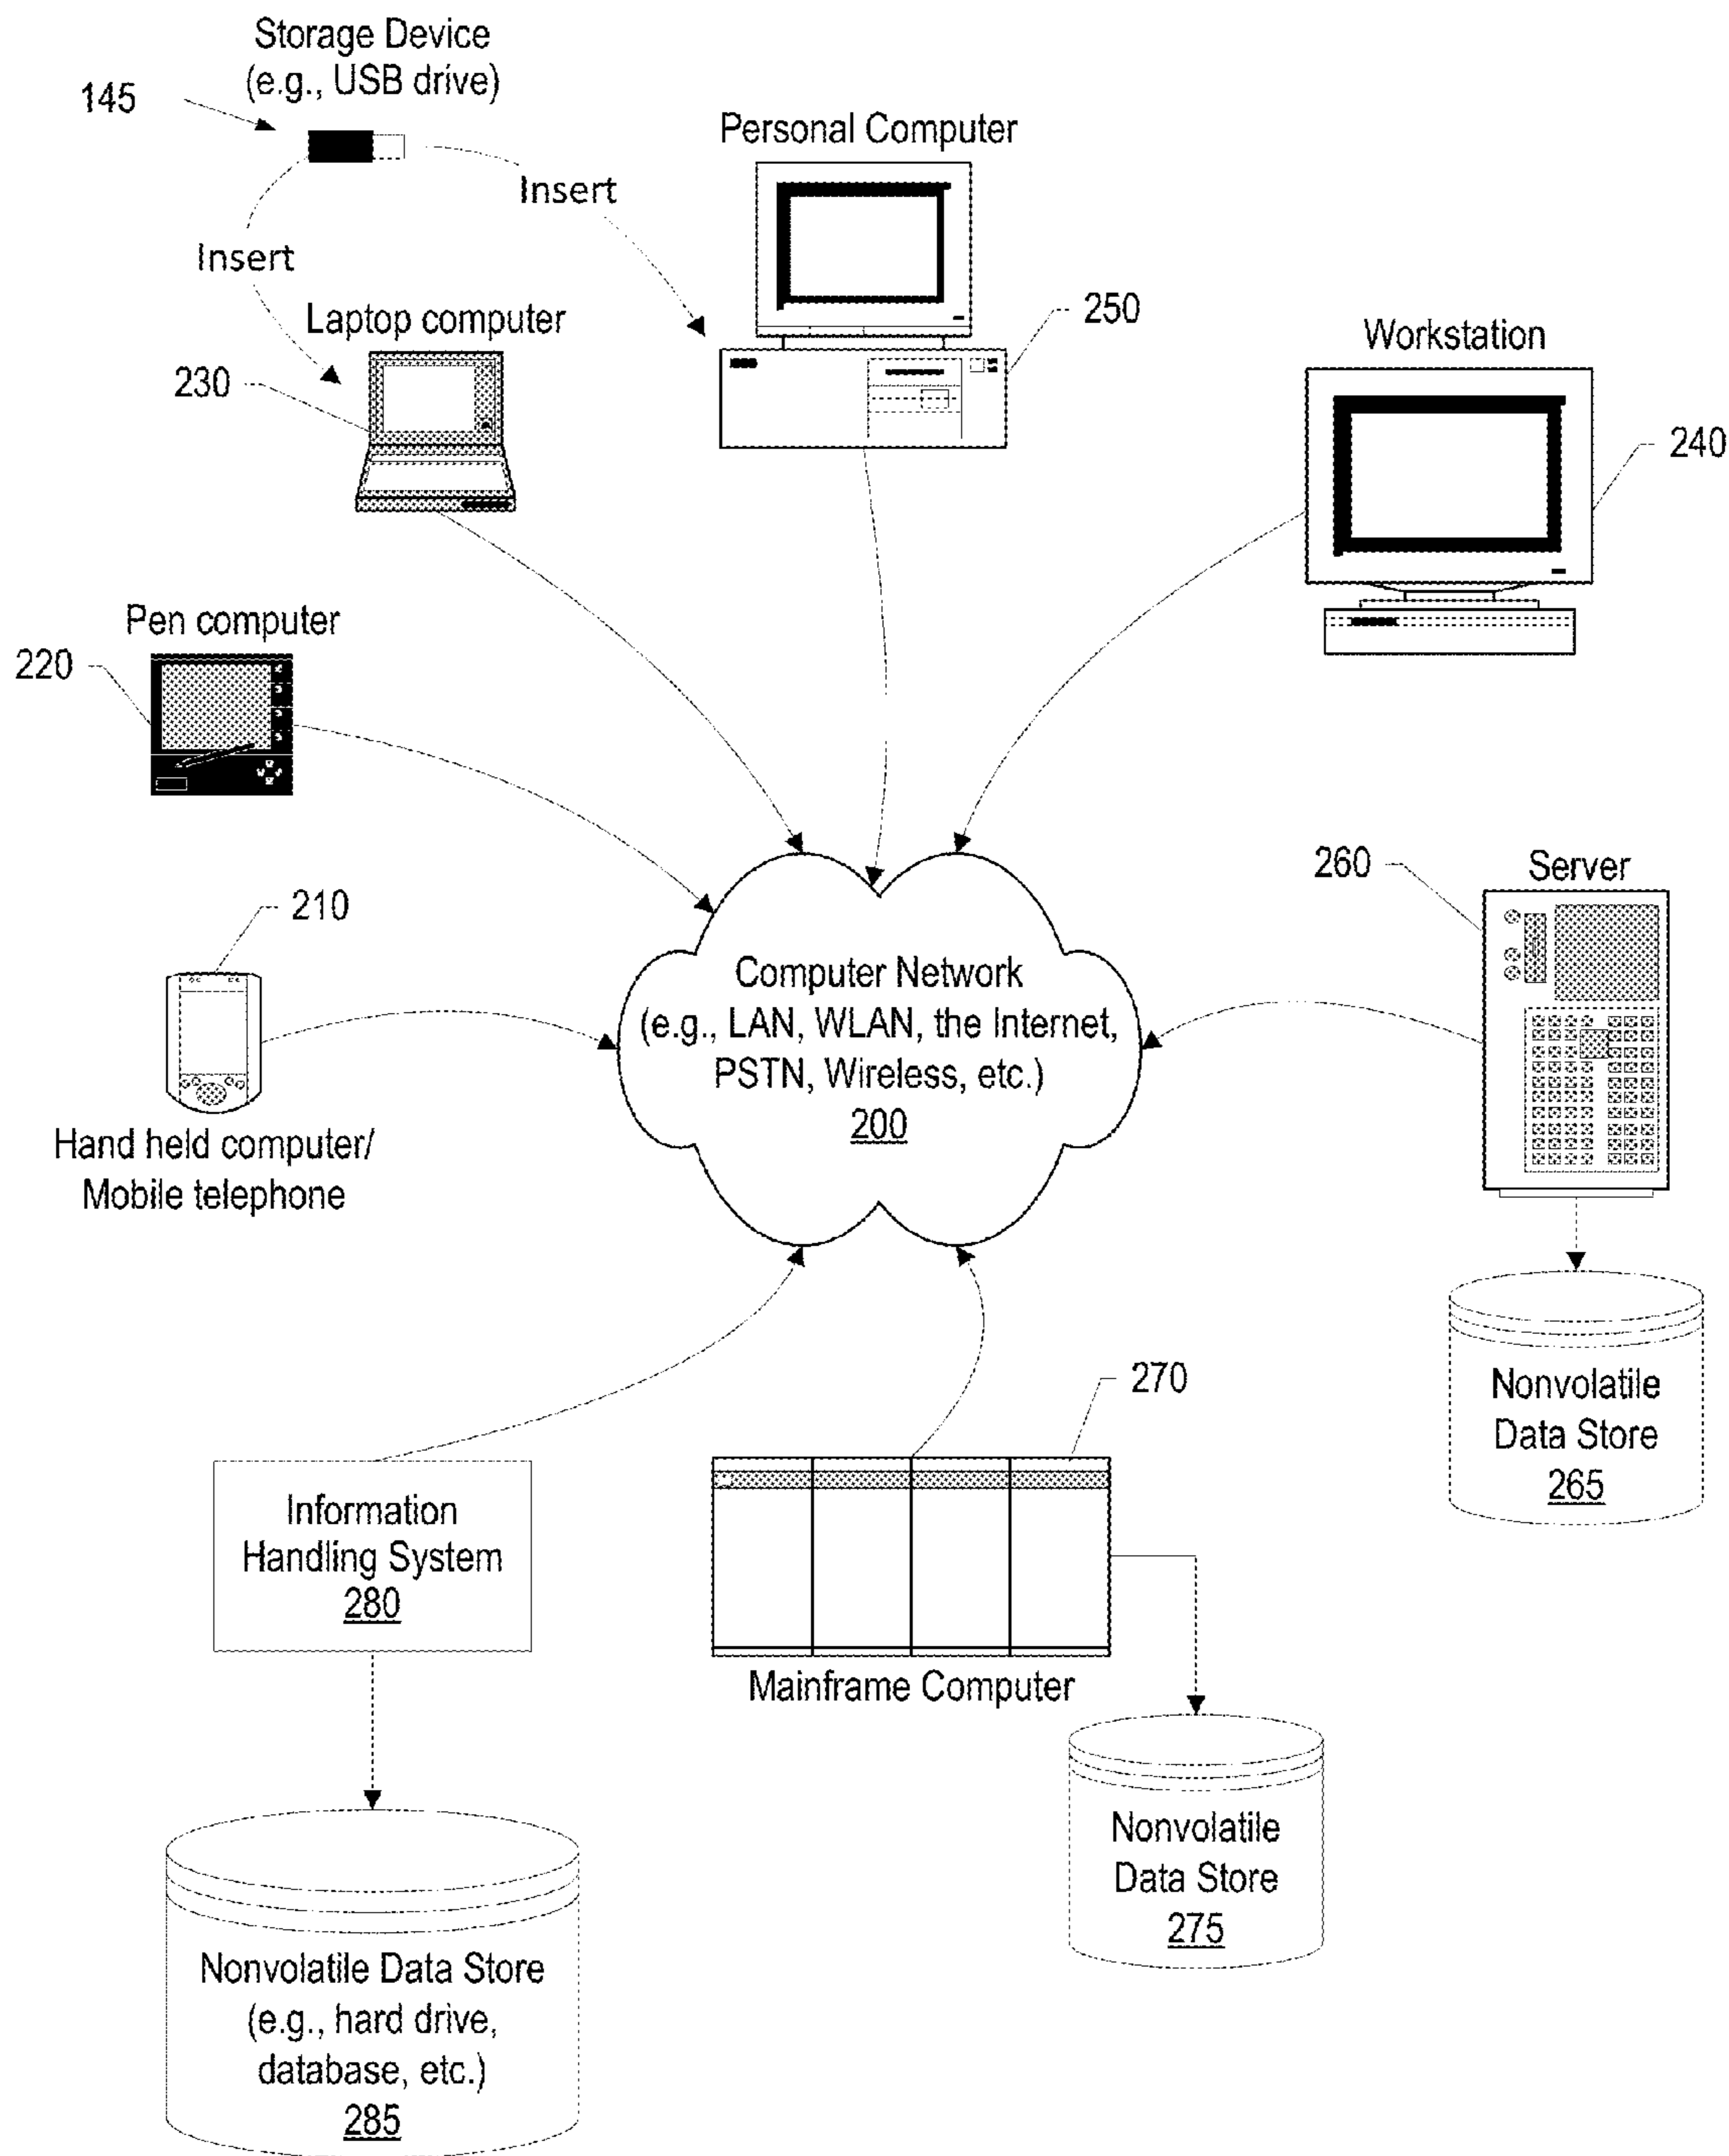 Storage Device
(e.g., USB drive)
145
Personal Computer
Insert
Insert
Laptop computer
230
250
Workstation
240
Pen computer
220
260
Server
210
Hand held computer/
Mobile telephone
Computer Network
(e.g., LAN, WLAN, the Internet,
PSTN, Wireless, etc.)
200
Nonvolatile
Data Store
265
270
Information
Handling System
280
Mainframe Computer
Nonvolatile
Data Store
275
Nonvolatile Data Store
(e.g., hard drive,
database, etc.)
285